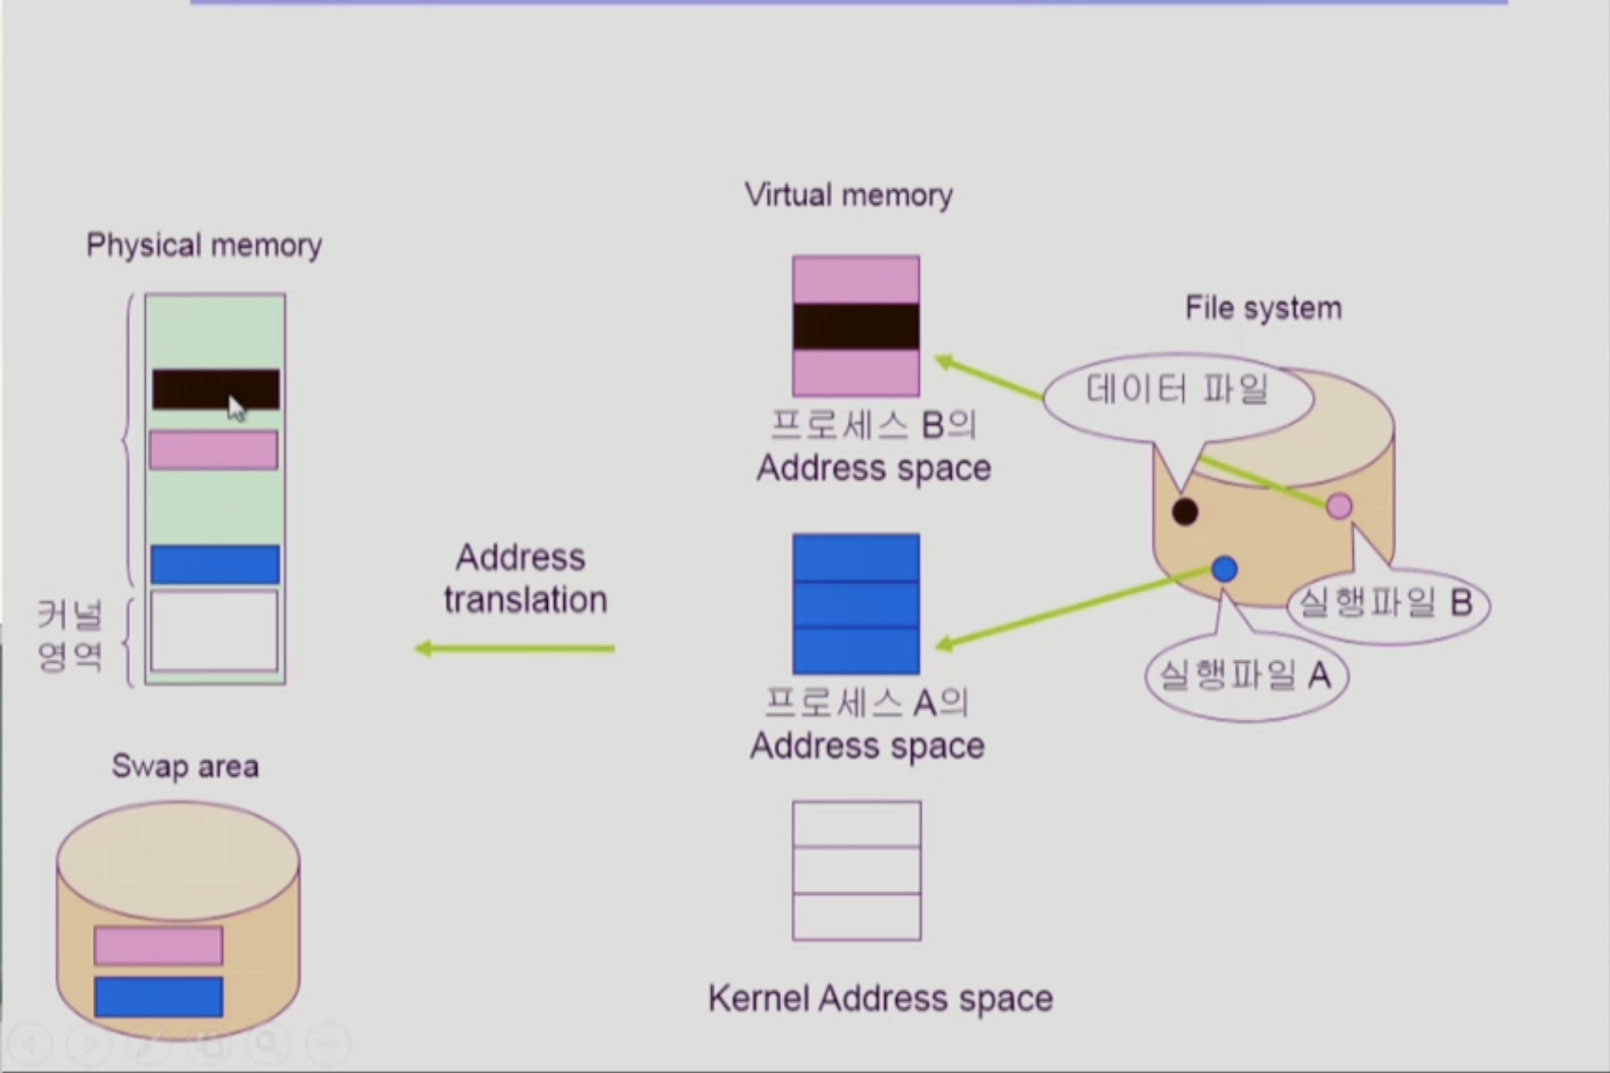 Virtual memory
Physical memory
File system
데이터 파일
프로세스 B의
Address space
Address
translation
커널
영역
실행파일 B
실행파일 A
프로세스 A의
Address space
Swap area
Kernel Address space